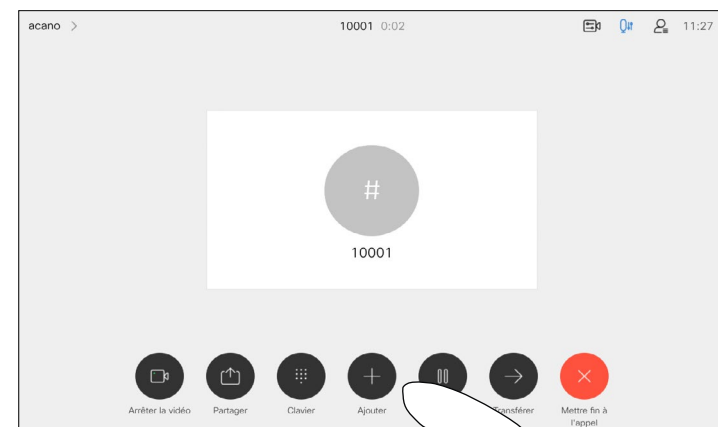 acano
10001 0:02
11:27
#
10001
Arrêter la vidéo
Partager
Clavier
Ajouter
Transférer
Mettre fin à
l'appel